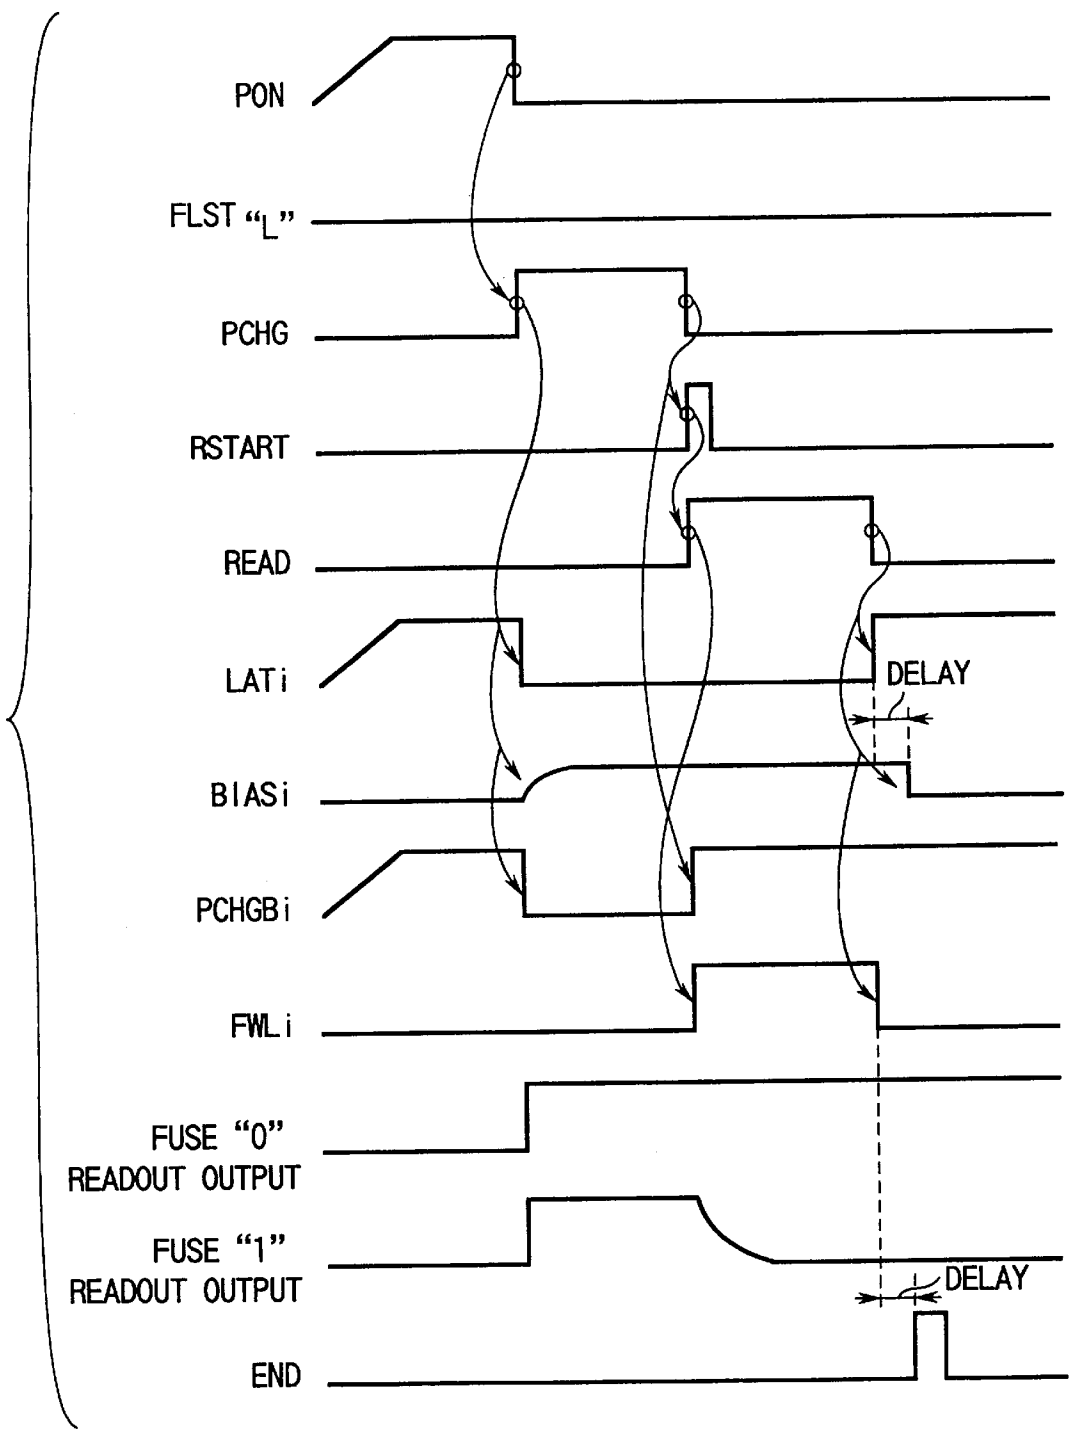 PON
FLST “L”
PCHG
RSTART
READ
LATi
DELAY
BIASi
PCHGBi
FWLi
FUSE “0”
READOUT OUTPUT
FUSE “1”
READOUT OUTPUT
DELAY
END